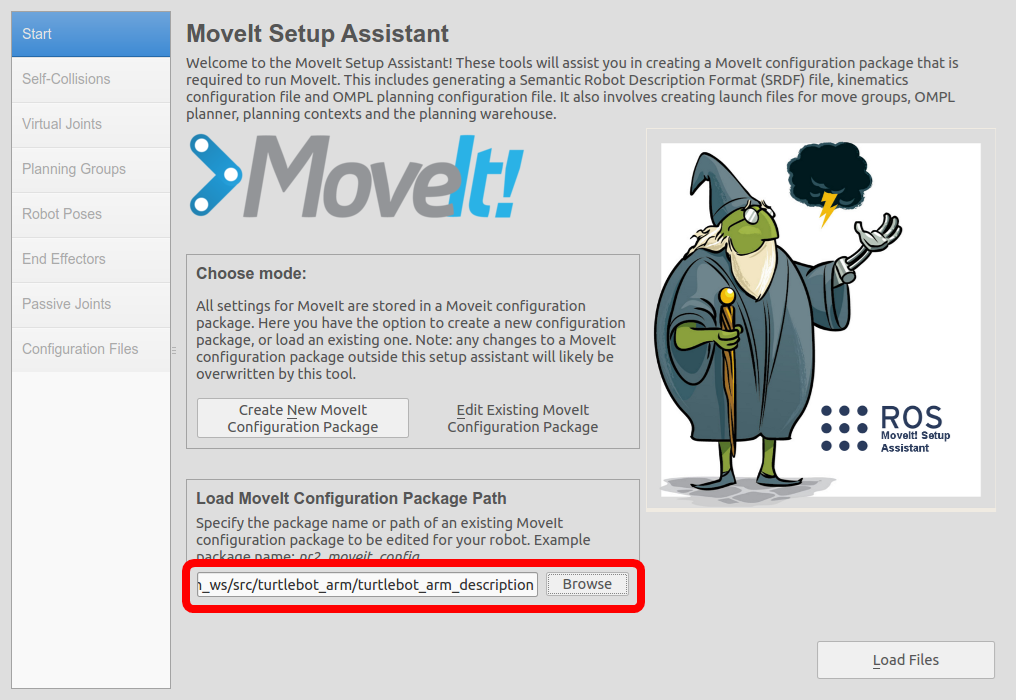 Start
Self-Collisions
Virtual Joints
Planning Groups
Robot Poses
End Effectors
Passive Joints
Configuration Files
MoveIt Setup Assistant
Welcome to the MoveIt Setup Assistant! These tools will assist you in creating a MoveIt configuration package that is
required to run MoveIt. This includes generating a Semantic Robot Description Format (SRDF) file, kinematics
configuration file and OMPL planning configuration file. It also involves creating launch files for move groups, OMPL
planner, planning contexts and the planning warehouse.
MoveIt!
Choose mode:
All settings for MoveIt are stored in a Moveit configuration
package. Here you have the option to create a new configuration
package, or load an existing one. Note: any changes to a MoveIt
configuration package outside this setup assistant will likely be
overwritten by this tool.
Create New MoveIt
Configuration Package
Edit Existing MoveIt
Configuration Package
Load MoveIt Configuration Package Path
Specify the package name or path of an existing MoveIt
configuration package to be edited for your robot. Example
package name: pr2_moveit_config
n_ws/src/turtlebot_arm/turtlebot_arm_description
Browse
ROS
MoveIt! Setup
Assistant
Load Files